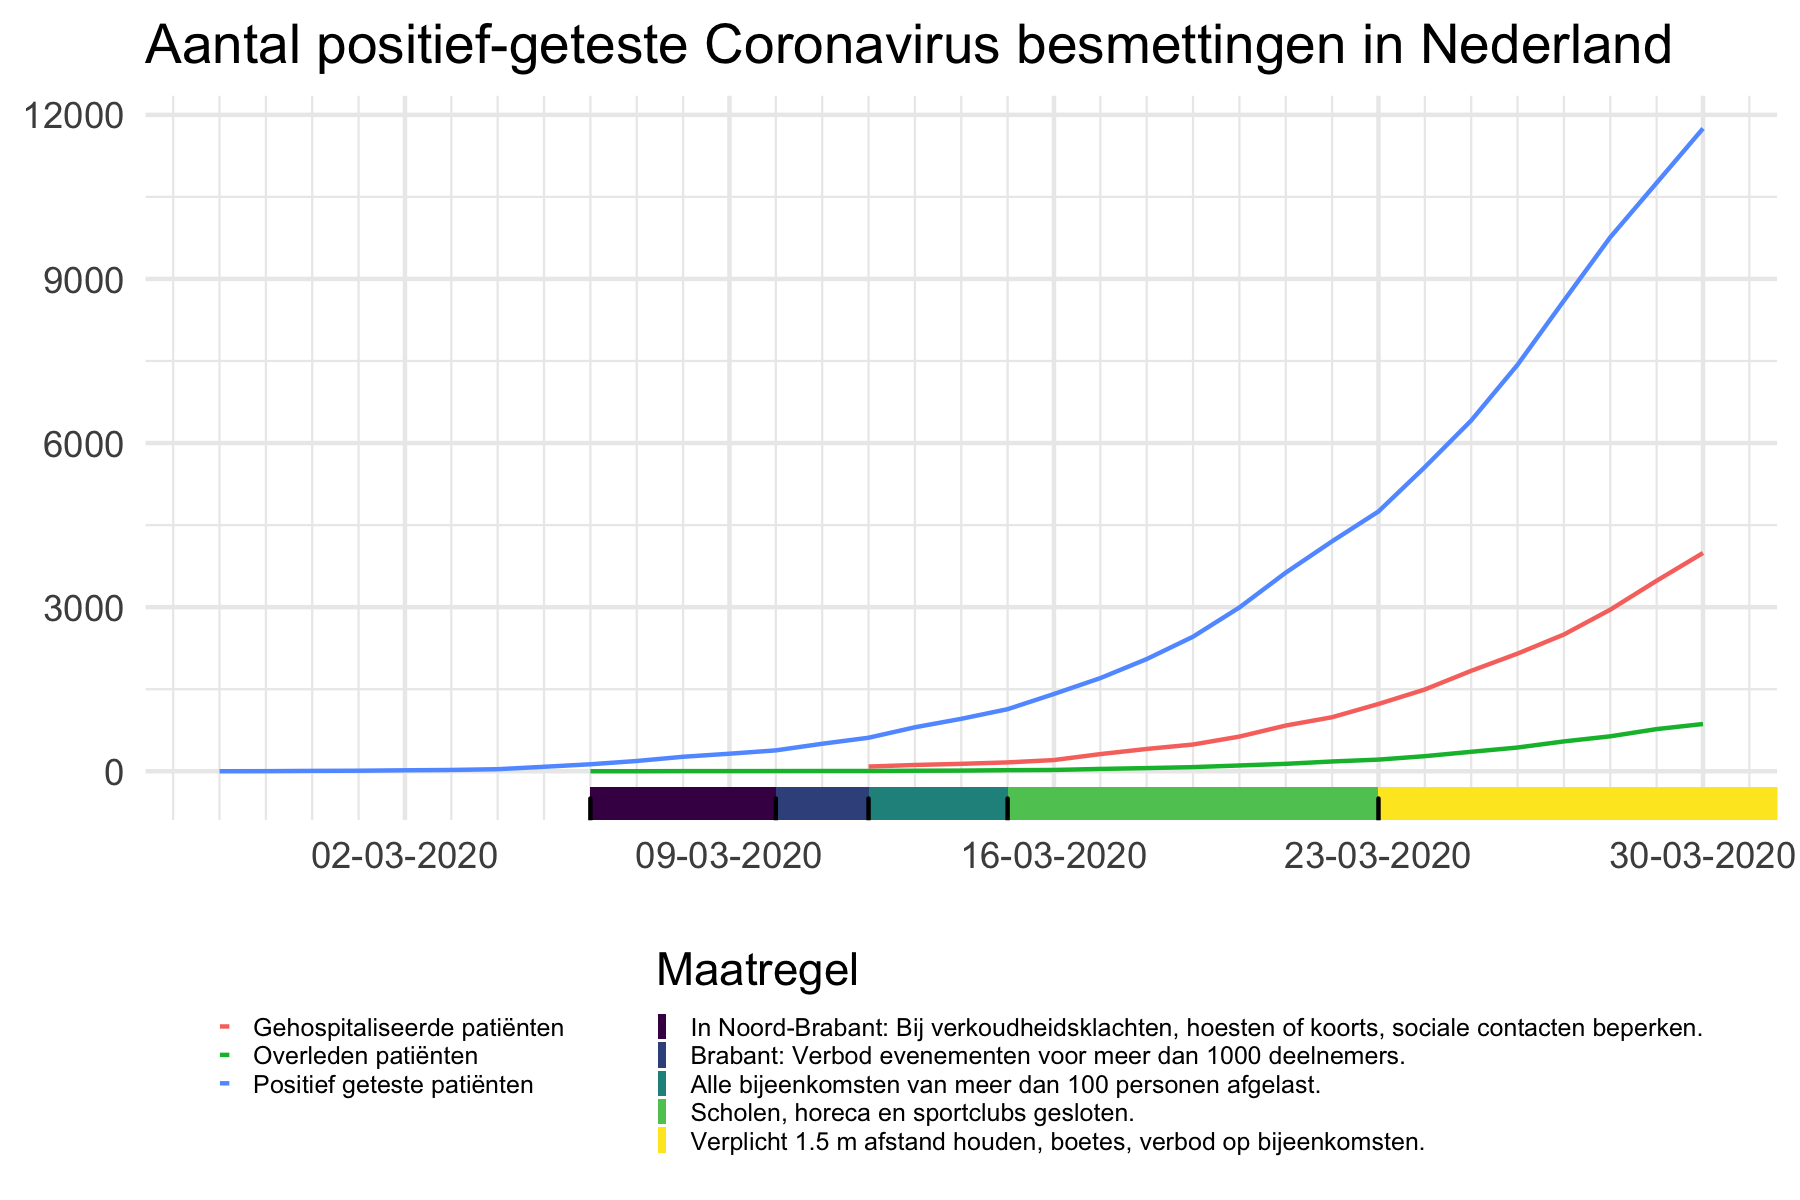 Aantal positief-geteste Coronavirus besmettingen in Nederland
12000
9000
6000
3000
0
02-03-2020 09-03-2020 16-03-2020 23-03-2020 30-03-2020
Gehospitaliseerde patiënten
Overleden patiënten
Positief geteste patiënten
Maatregel
In Noord-Brabant: Bij verkoudheidsklachten, hoesten of koorts, sociale contacten beperken.
Brabant: Verbod evenementen voor meer dan 1000 deelnemers.
Alle bijeenkomsten van meer dan 100 personen afgelast.
Scholen, horeca en sportclubs gesloten.
Verplicht 1.5 m afstand houden, boetes, verbod op bijeenkomsten.